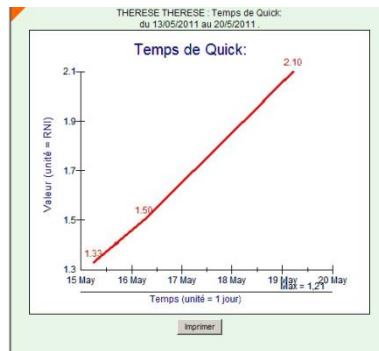 THERESE THERESE : Temps de Quick:
du 13/05/2011 au 20/5/2011 .
Temps de Quick:
2.10
2.1
1.9
Valeur (unité = RNI)
1.7
1.50
1.5
1.33
1.3
15 May 16 May 17 May 18 May 19 May 20 May
Max = 1,21
Temps (unité = 1 jour)
Imprimer